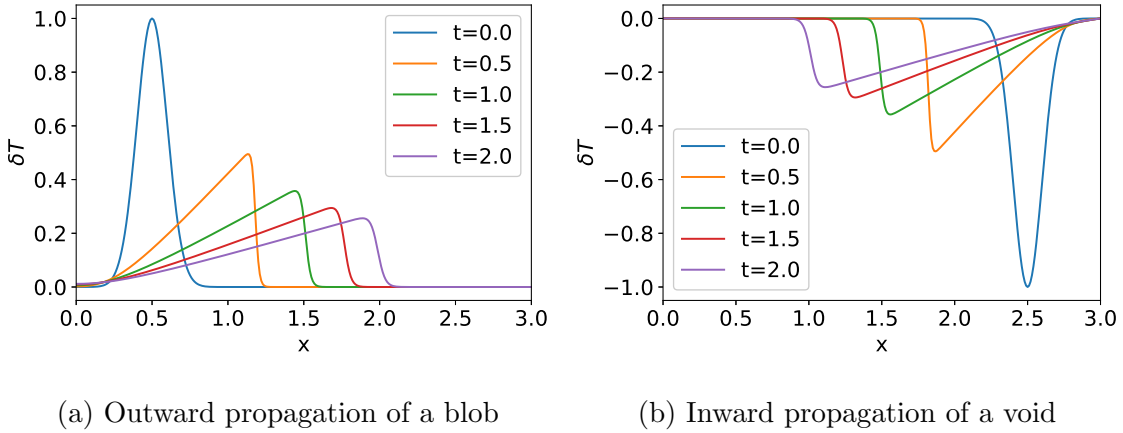 1.0
0.8
0.6
0.4
0.2
0.0
δT
0.0
0.5
1.0
1.5
2.0
2.5
3.0
x
t=0.0
t=0.5
t=1.0
t=1.5
t=2.0
(a) Outward propagation of a blob
0.0
−0.2
−0.4
−0.6
−0.8
−1.0
δT
0.0
0.5
1.0
1.5
2.0
2.5
3.0
x
t=0.0
t=0.5
t=1.0
t=1.5
t=2.0
(b) Inward propagation of a void